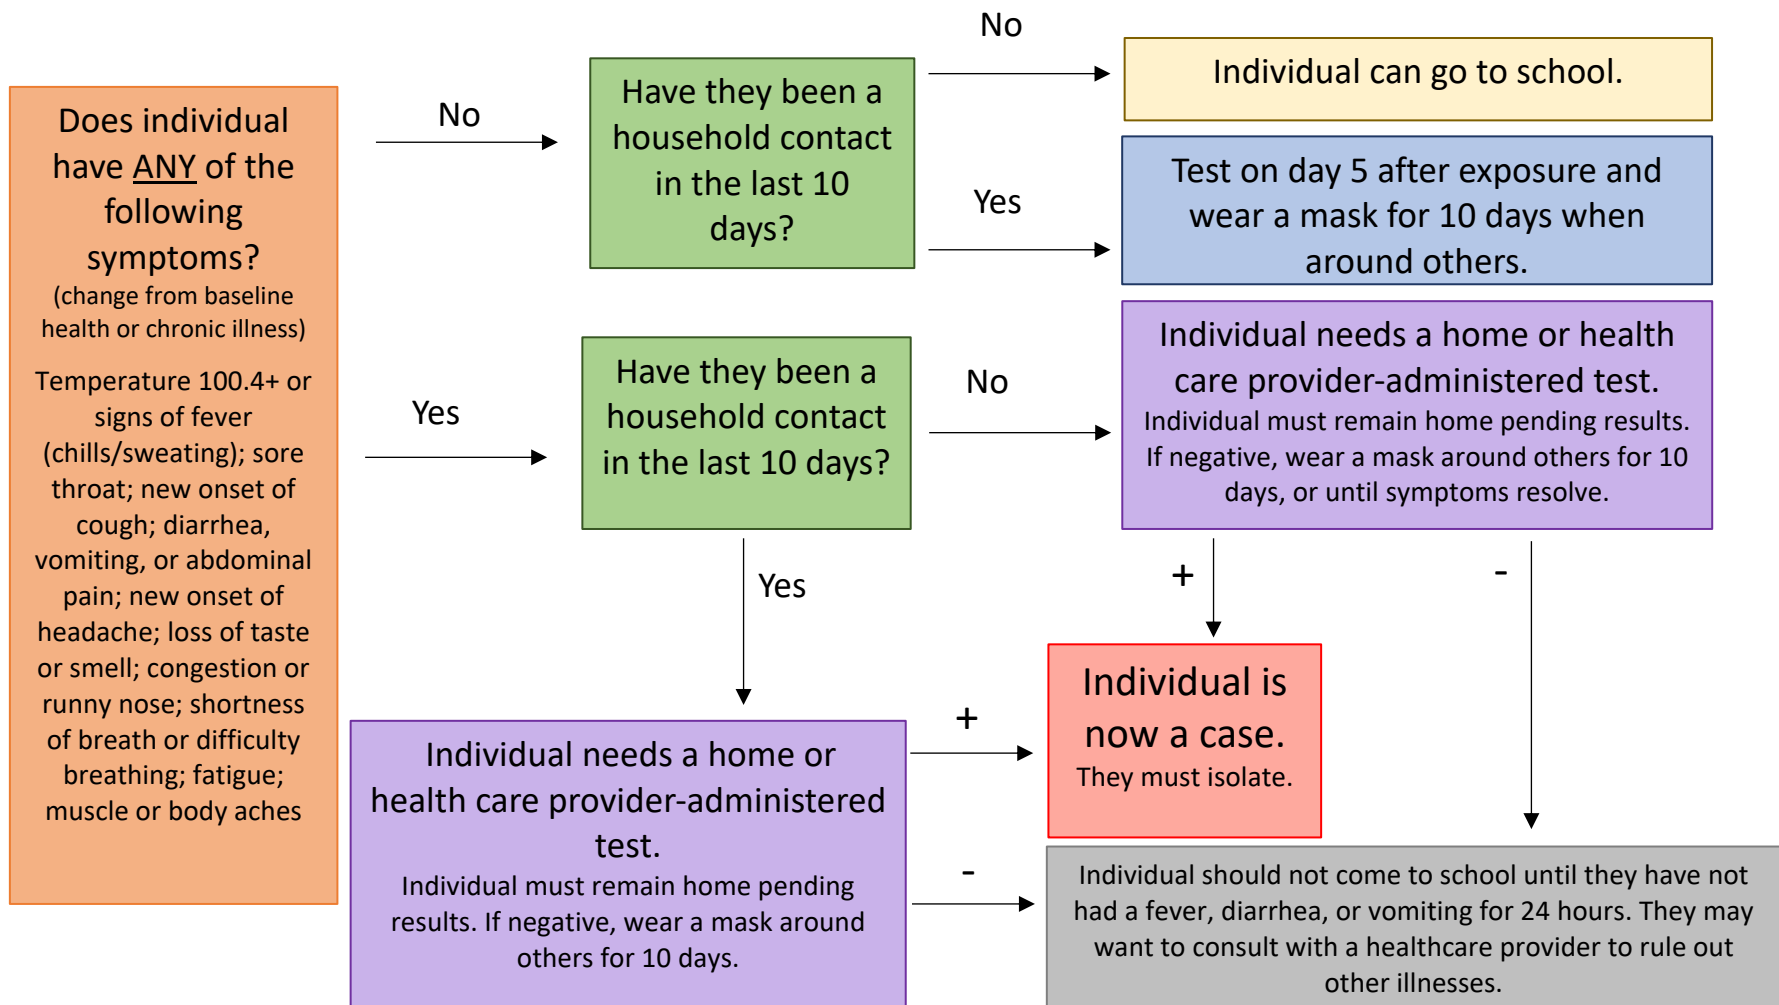 Does individual
have ANY of the
following
symptoms?
(change from baseline
health or chronic illness)
Temperature 100.4+ or
signs of fever
(chills/sweating); sore
throat; new onset of
cough; diarrhea,
vomiting, or abdominal
pain; new onset of
headache; loss of taste
or smell; congestion or
runny nose; shortness
of breath or difficulty
breathing; fatigue;
muscle or body aches
No
Have they been a
household contact
in the last 10
days?
No
Individual can go to school.
Yes
Test on day 5 after exposure and
wear a mask for 10 days when
around others.
Yes
Have they been a
household contact
in the last 10 days?
No
Individual needs a home or health
care provider-administered test.
Individual must remain home pending results.
If negative, wear a mask around others for 10
days, or until symptoms resolve.
+
-
Yes
Individual needs a home or
health care provider-administered
test.
Individual must remain home pending
results. If negative, wear a mask around
others for 10 days.
+
Individual is
now a case.
They must isolate.
-
Individual should not come to school until they have not
had a fever, diarrhea, or vomiting for 24 hours. They may
want to consult with a healthcare provider to rule out
other illnesses.